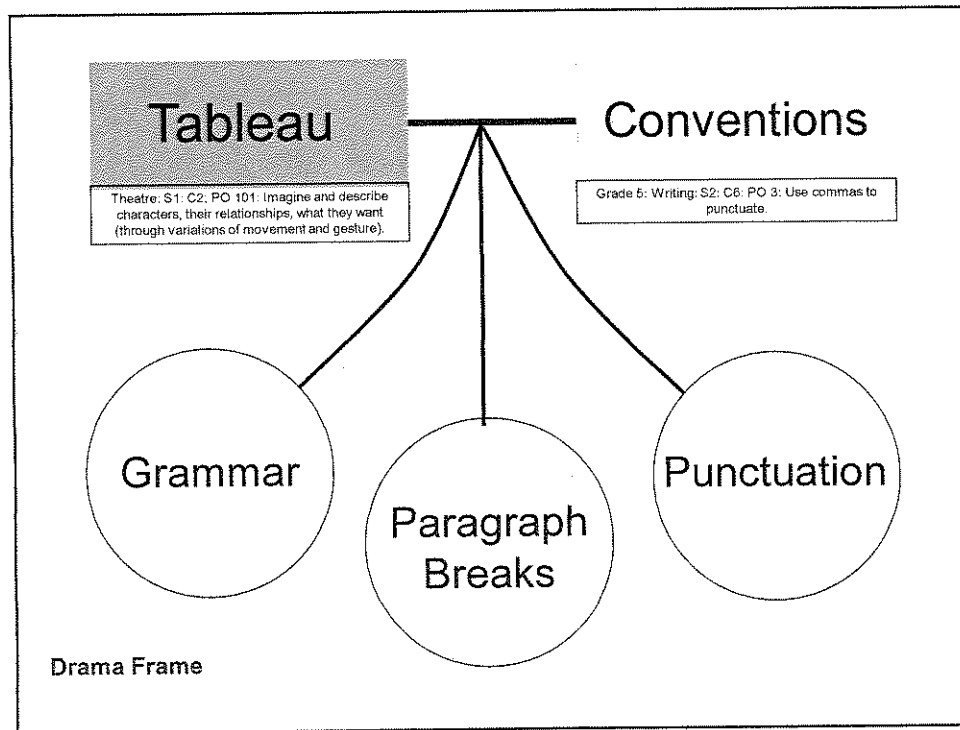 Tableau
Conventions
Theatre: S1: C2; PO 101: Imagine and describe
characters, their relationships, what they want
(through variations of movement and gesture).
Grade 5: Writing: S2; C6: PO 3: Use commas to
punctuate.
Grammar
Paragraph
Breaks
Punctuation
Drama Frame